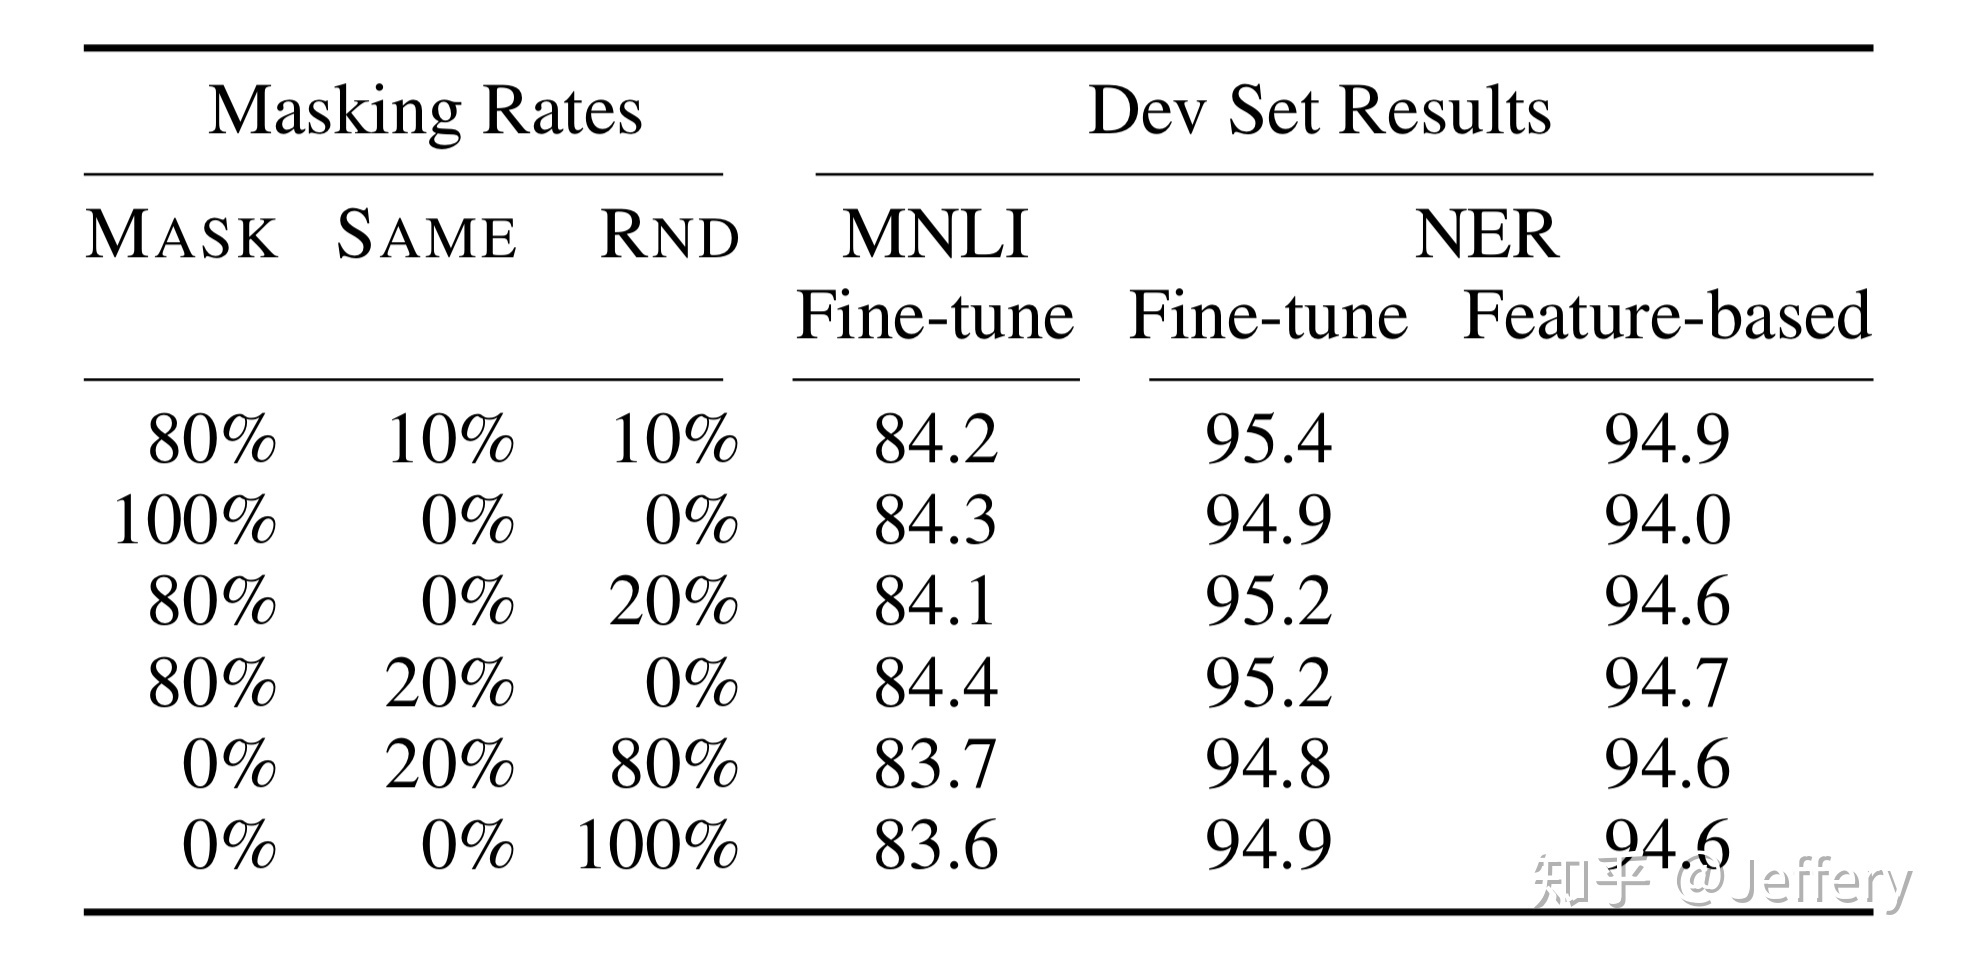 Masking Rates Dev Set Results
MASK SAME RND MNLI NER
Fine-tune Fine-tune Feature-based
80% 10% 10% 84.2 95.4 94.9
100% 0% 0% 84.3 94.9 94.0
80% 0% 20% 84.1 95.2 94.6
80% 20% 0% 84.4 95.2 94.7
0% 20% 80% 83.7 94.8 94.6
0% 0% 100% 83.6 94.9 94.6
知乎 @Jeffery